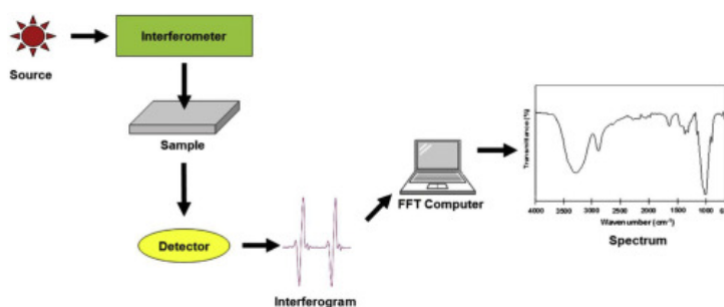 Source
Interferometer
Sample
Detector
Interferogram
FFT Computer
Transmittance (%)
4000 3500 3000 2500 2000 1500 1000
Wavenumber (cm⁻¹)
Spectrum